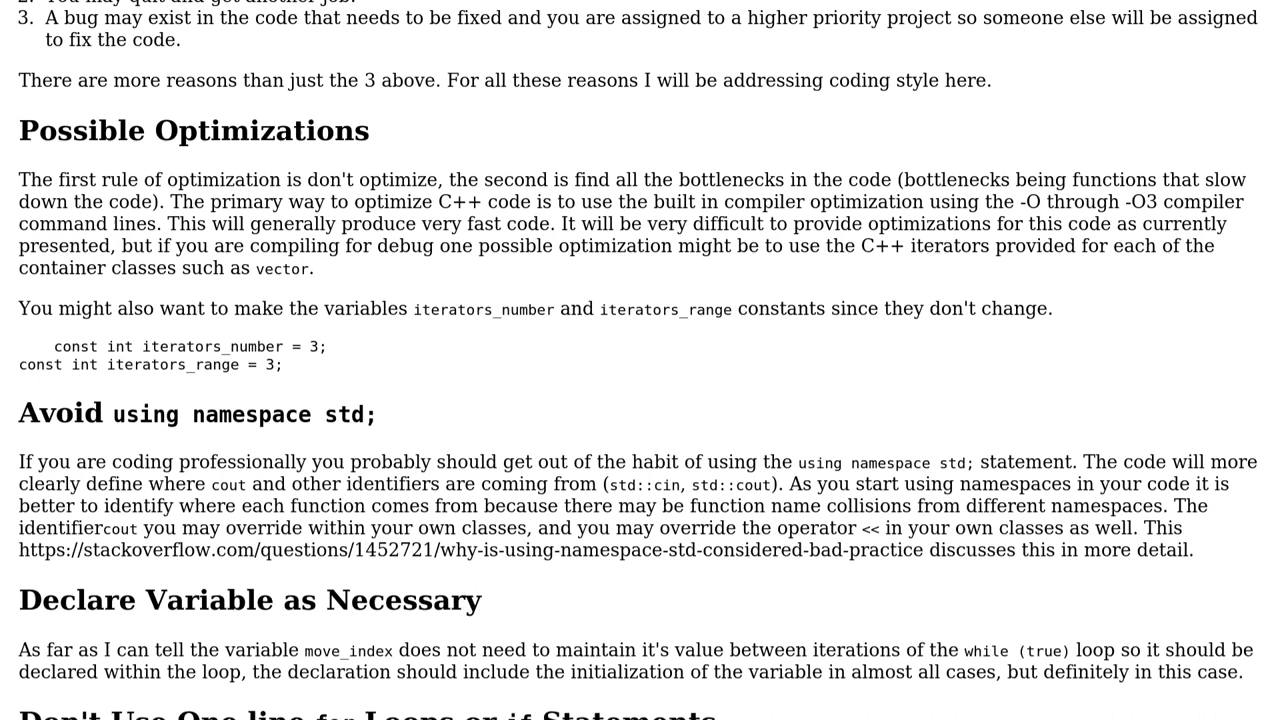 2. You may quit and get another job.
3. A bug may exist in the code that needs to be fixed and you are assigned to a higher priority project so someone else will be assigned
to fix the code.
There are more reasons than just the 3 above. For all these reasons I will be addressing coding style here.
Possible Optimizations
The first rule of optimization is don't optimize, the second is find all the bottlenecks in the code (bottlenecks being functions that slow
down the code). The primary way to optimize C++ code is to use the built in compiler optimization using the -O through -O3 compiler
command lines. This will generally produce very fast code. It will be very difficult to provide optimizations for this code as currently
presented, but if you are compiling for debug one possible optimization might be to use the C++ iterators provided for each of the
container classes such as vector.
You might also want to make the variables iterators_number and iterators_range constants since they don't change.
const int iterators_number = 3;
const int iterators_range = 3;
Avoid using namespace std;
If you are coding professionally you probably should get out of the habit of using the using namespace std; statement. The code will more
clearly define where cout and other identifiers are coming from (std::cin, std::cout). As you start using namespaces in your code it is
better to identify where each function comes from because there may be function name collisions from different namespaces. The
identifiercout you may override within your own classes, and you may override the operator << in your own classes as well. This
https://stackoverflow.com/questions/1452721/why-is-using-namespace-std-considered-bad-practice discusses this in more detail.
Declare Variable as Necessary
As far as I can tell the variable move_index does not need to maintain it's value between iterations of the while (true) loop so it should be
declared within the loop, the declaration should include the initialization of the variable in almost all cases, but definitely in this case.
Don't Use One line for Loops or if Statements